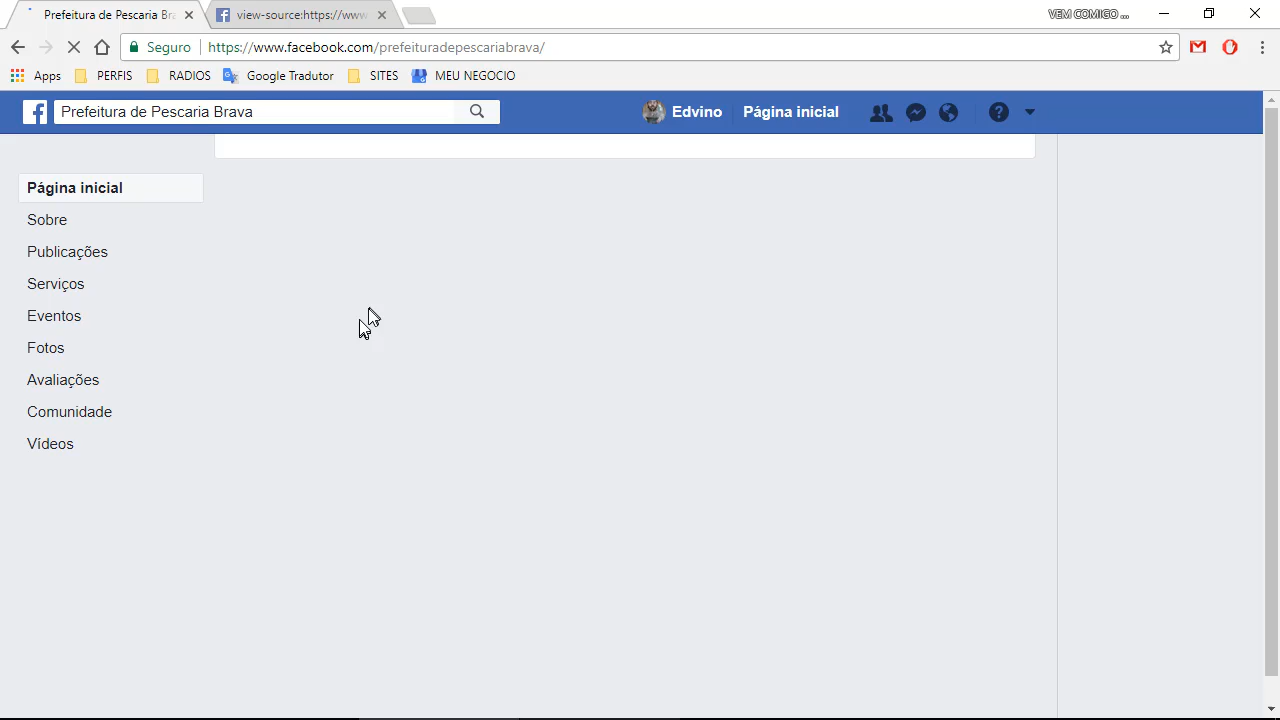 Prefeitura de Pescaria Bra
view-source:https://www
VEM COMIGO ...
Seguro https://www.facebook.com/prefeituradepescariabrava/
Apps PERFIS RADIOS Google Tradutor SITES MEU NEGOCIO
Prefeitura de Pescaria Brava
Edvino Página inicial
Página inicial
Sobre
Publicações
Serviços
Eventos
Fotos
Avaliações
Comunidade
Vídeos